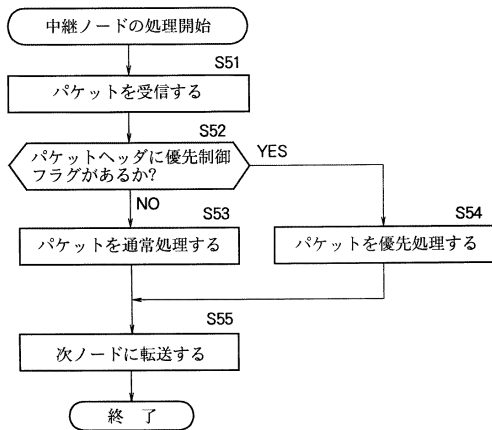 中継ノードの処理開始
S51
パケットを受信する
S52
パケットヘッダに優先制御
フラグがあるか?
YES
NO
S53
パケットを通常処理する
S54
パケットを優先処理する
S55
次ノードに転送する
終 了